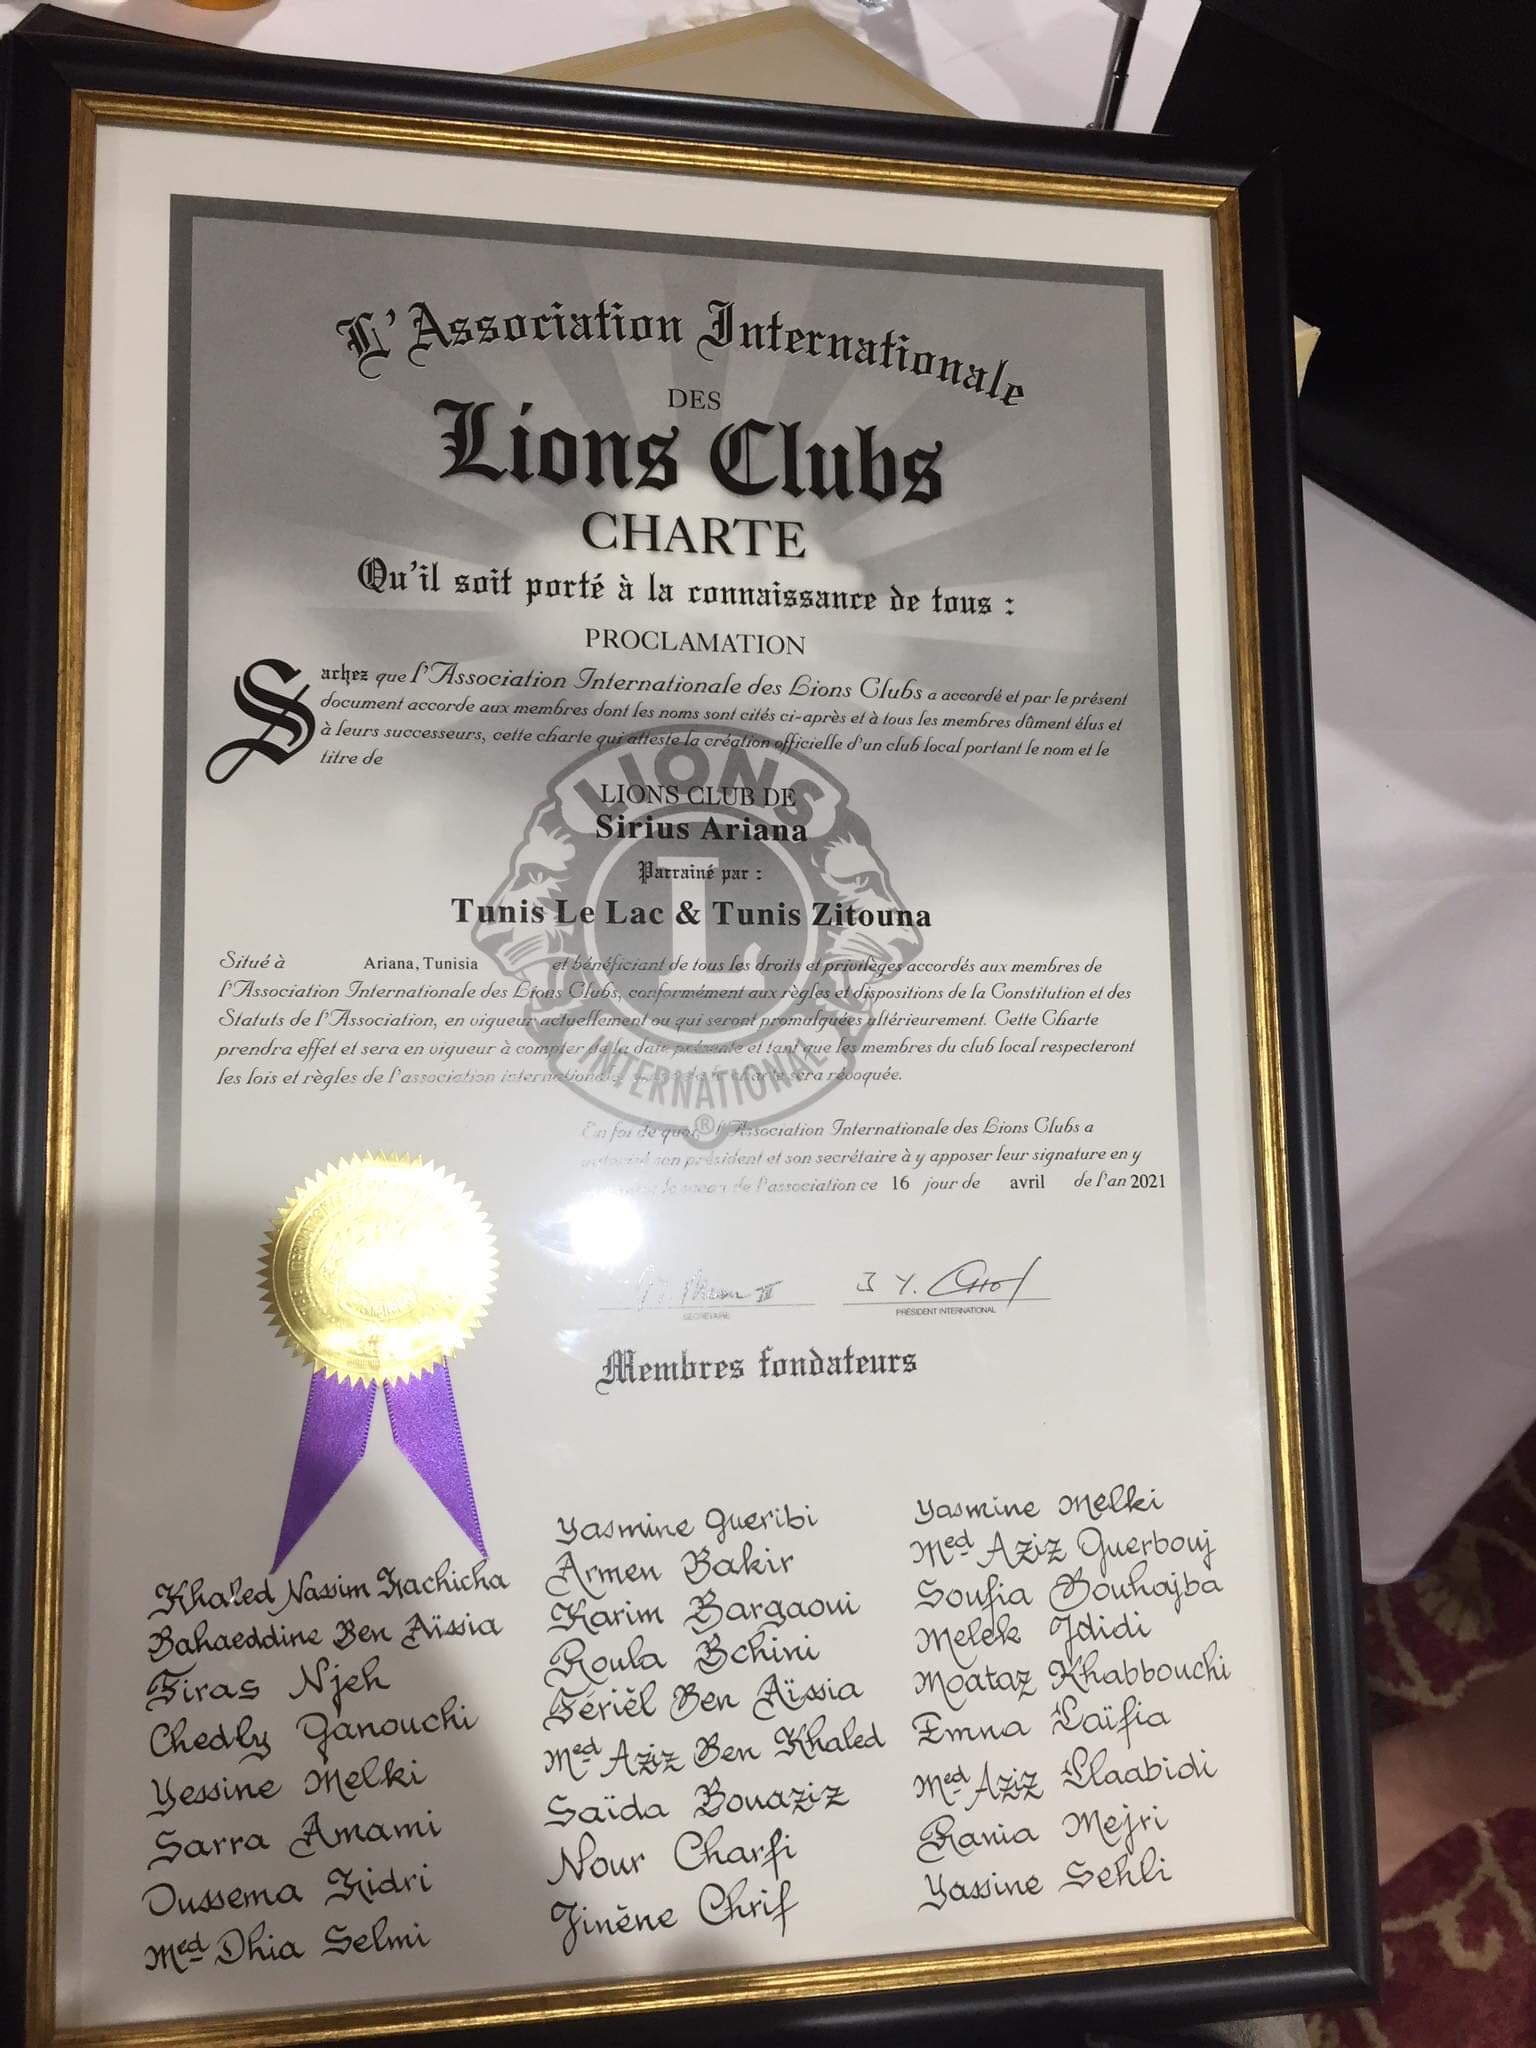 L'Association Internationale
DES
Lions Clubs
CHARTE
Qu'il soit porté à la connaissance de tous :
PROCLAMATION
Sachez que l'Association Internationale des Lions Clubs a accordé et par le présent
document accorde aux membres dont les noms sont cités ci-après et à tous les membres dûment élus et
à leurs successeurs, cette charte qui atteste la création officielle d'un club local portant le nom et le
titre de
LIONS CLUB DE
Sirius Ariana
Parrainé par :
Tunis Le Lac & Tunis Zitouna
Situé à Ariana, Tunisia et bénéficiant de tous les droits et privilèges accordés aux membres de
l'Association Internationale des Lions Clubs, conformément aux règles et dispositions de la Constitution et des
Statuts de l'Association, en vigueur actuellement ou qui seront promulguées ultérieurement. Cette Charte
prendra effet et sera en vigueur à compter de la date présente et tant que les membres du club local respecteront
les lois et règles de l'association internationale, charte sera révoquée.
LIONS
L
INTERNATIONAL
®
En foi de quoi, l'Association Internationale des Lions Clubs a
autorisé son président et son secrétaire à y apposer leur signature en y
le sceau de l'association ce 16 jour de avril de l'an 2021
SECRÉTAIRE
PRÉSIDENT INTERNATIONAL
Membres fondateurs
Khaled Nassim Kachicha
Bahaeddine Ben Aïssia
Firas Njeh
Chedly Ganouchi
Yessine Melki
Sarra Amami
Oussema Kidri
Med Dhia Selmi
Yasmine Gueribi
Armen Bakir
Karim Bargaoui
Roula Bchini
Fériël Ben Aïssia
Med Aziz Ben Khaled
Saïda Bouaziz
Nour Charfi
Jinène Chrif
Yasmine Melki
Med Aziz Guerbouj
Soufia Bouhajba
Melek Jdidi
Moataz Khabbouchi
Emna Laïfia
Med Aziz Llaabidi
Rania Mejri
Yassine Sehli